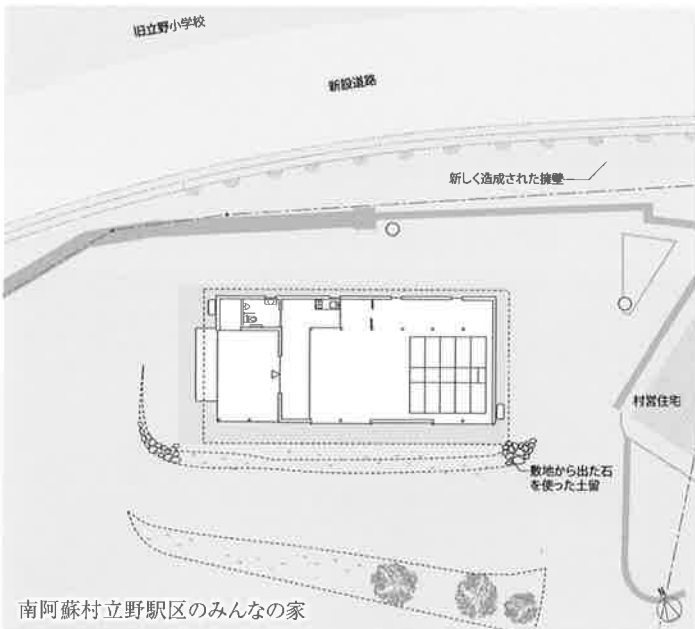 旧立野小学校
新設道路
新しく造成された擁壁
村営住宅
敷地から出た石
を使った土留
南阿蘇村立野駅区のみんなの家